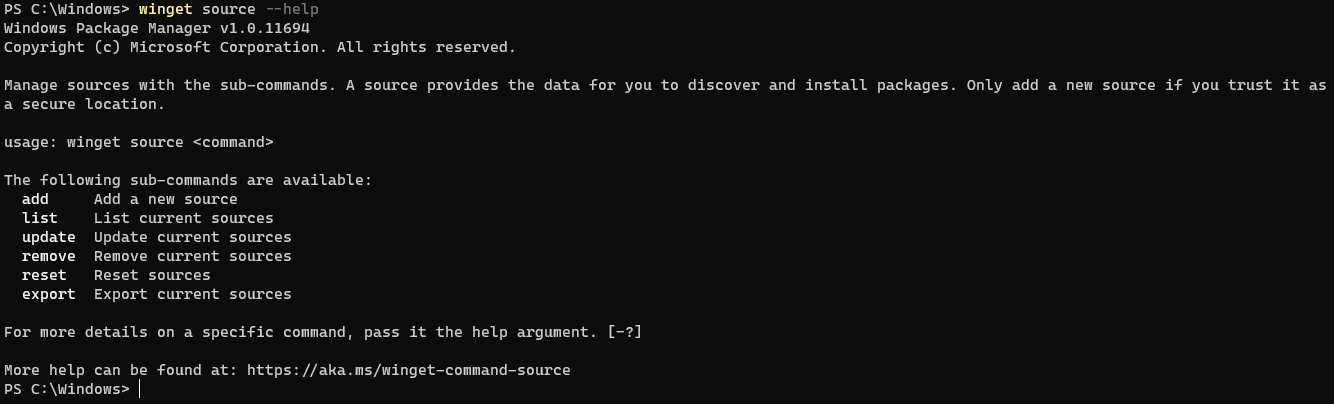 PS C:\Windows> winget source --help
Windows Package Manager v1.0.11694
Copyright (c) Microsoft Corporation. All rights reserved.
Manage sources with the sub-commands. A source provides the data for you to discover and install packages. Only add a new source if you trust it as
a secure location.
usage: winget source <command>
The following sub-commands are available:
  add     Add a new source
  list    List current sources
  update  Update current sources
  remove  Remove current sources
  reset   Reset sources
  export  Export current sources
For more details on a specific command, pass it the help argument. [-?]
More help can be found at: https://aka.ms/winget-command-source
PS C:\Windows>